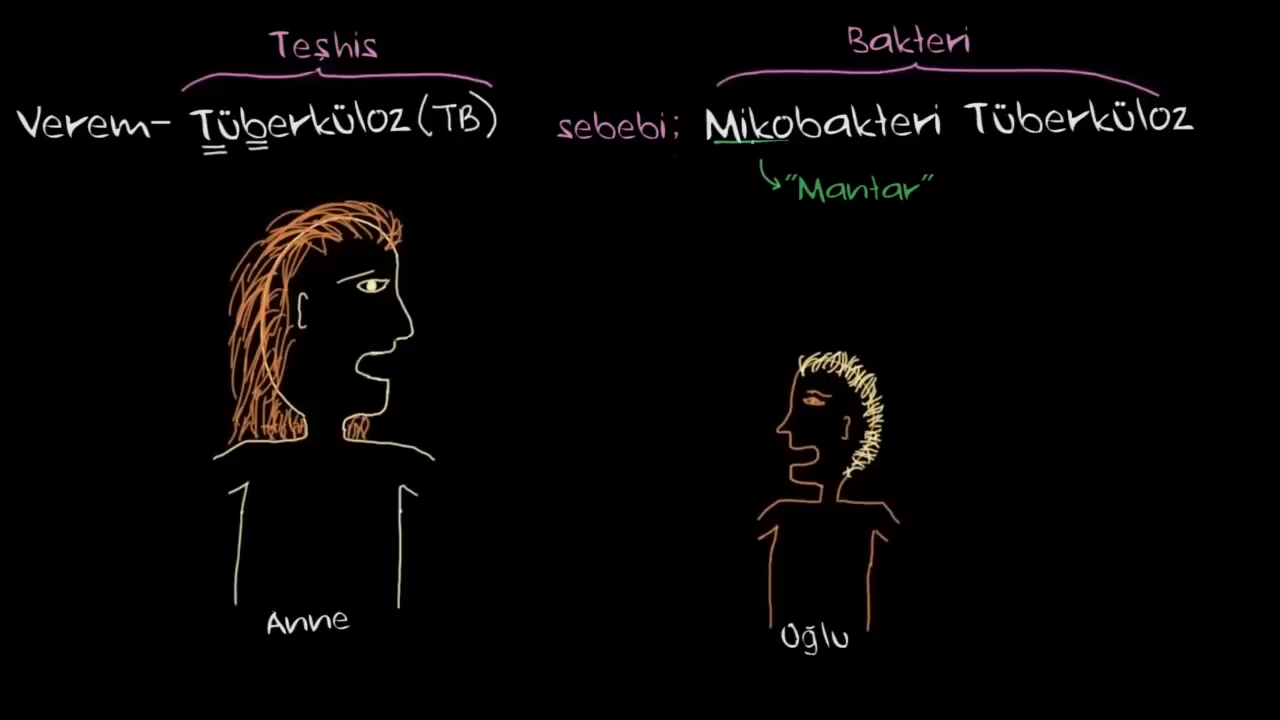 Teşhis
Bakteri
Verem- Tüberküloz (TB) sebebi; Mikobakteri Tüberküloz
"Mantar"
Anne
Oğlu